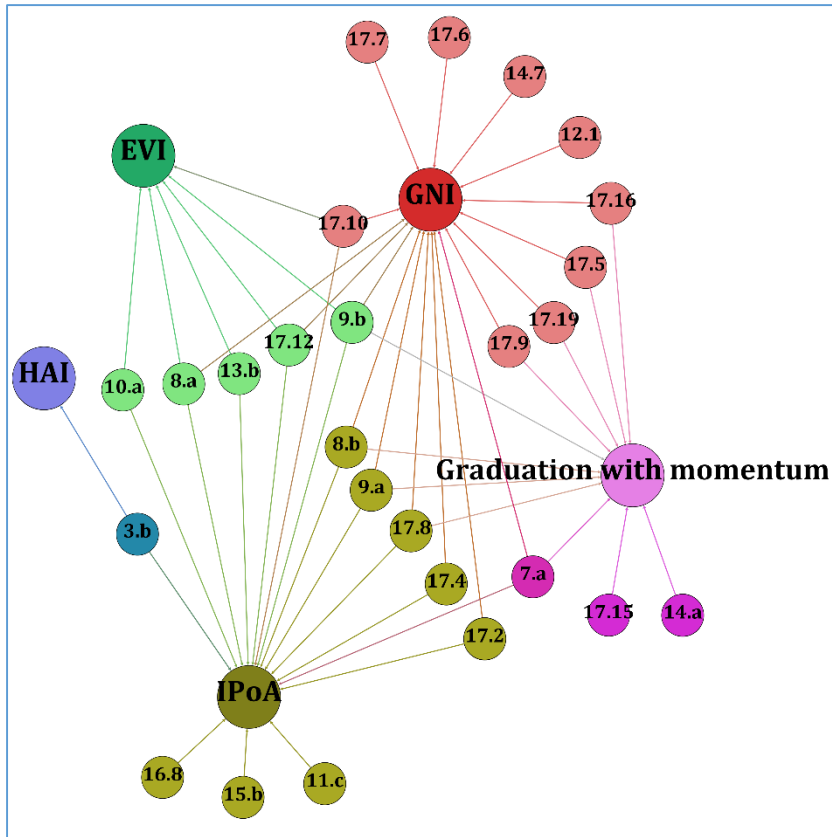 17.7
17.6
14.7
12.1
EVI
GNI
17.16
17.10
17.5
9.b
17.19
17.12
17.9
HAI
10.a
8.a
13.b
8.b
Graduation with momentum
9.a
3.b
17.8
7.a
17.4
17.15
14.a
17.2
IPoA
16.8
15.b
11.c